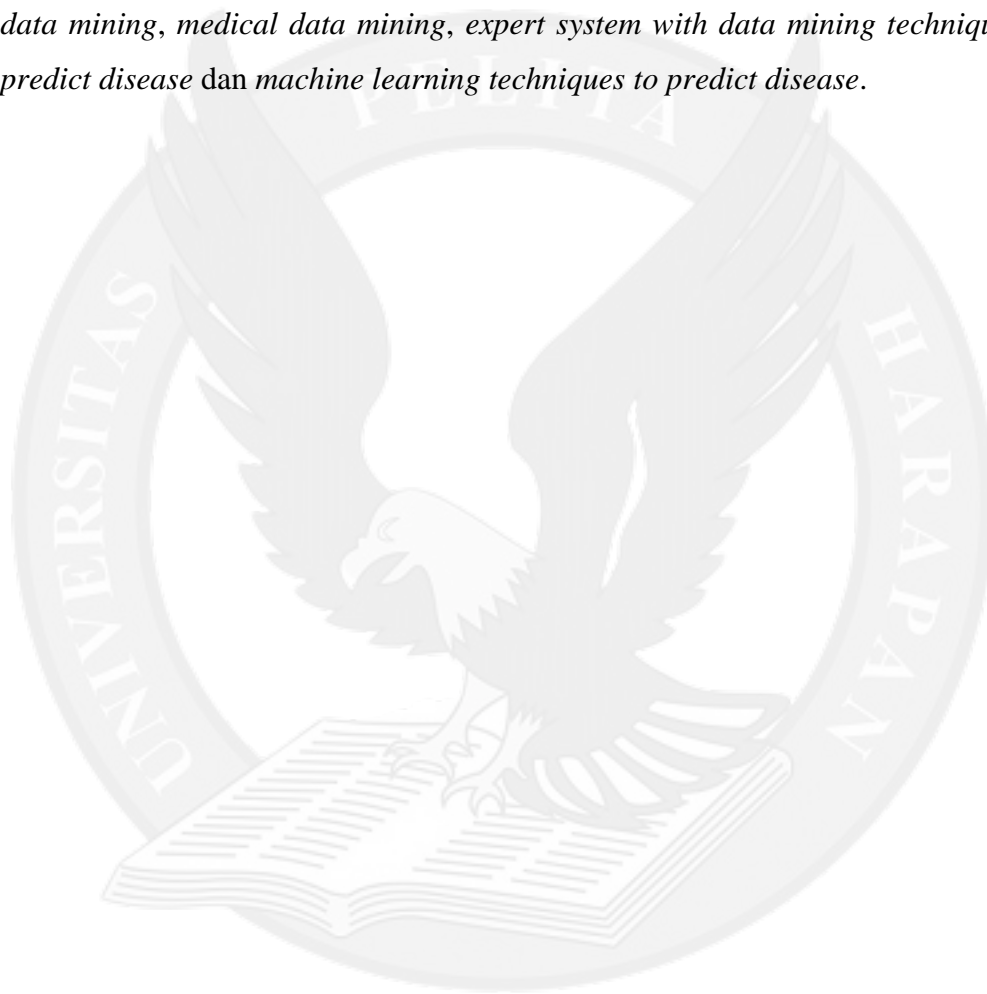 data mining, medical data mining, expert system with data mining techniqu
predict disease dan machine learning techniques to predict disease.
UNIVERSITAS
PELITA
HARAPAN